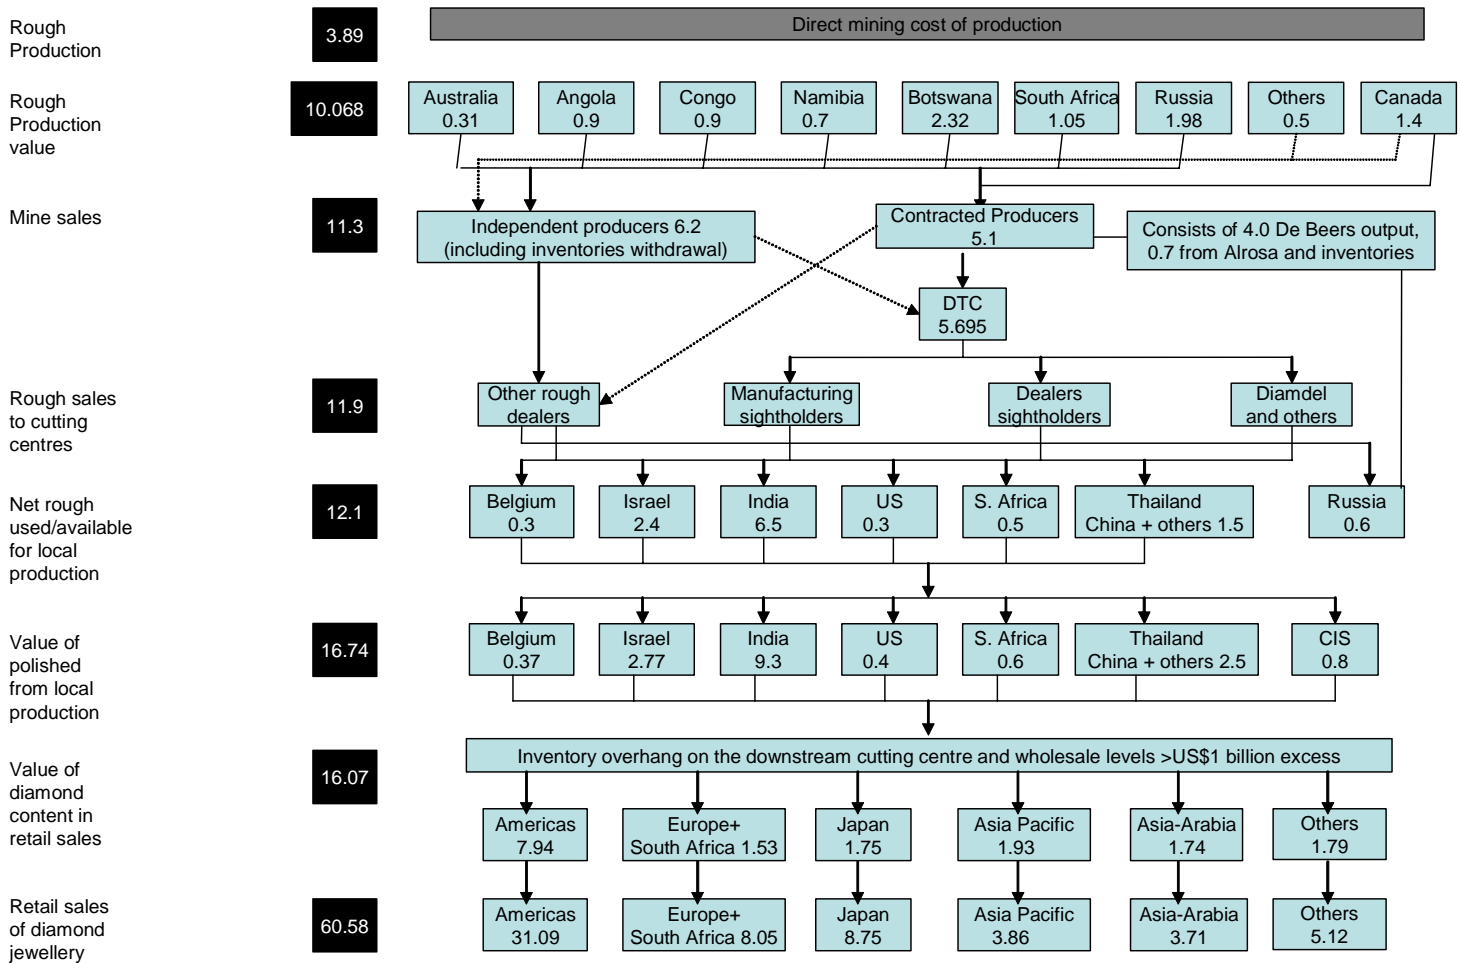 Rough
Production
3.89
Direct mining cost of production
Rough
Production
value
10.068
Australia
0.31
Angola
0.9
Congo
0.9
Namibia
0.7
Botswana
2.32
South Africa
1.05
Russia
1.98
Others
0.5
Canada
1.4
Mine sales
11.3
Independent producers 6.2
(including inventories withdrawal)
Contracted Producers
5.1
Consists of 4.0 De Beers output,
0.7 from Alrosa and inventories
DTC
5.695
Rough sales
to cutting
centres
11.9
Other rough
dealers
Manufacturing
sightholders
Dealers
sightholders
Diamdel
and others
Net rough
used/available
for local
production
12.1
Belgium
0.3
Israel
2.4
India
6.5
US
0.3
S. Africa
0.5
Thailand
China + others 1.5
Russia
0.6
Value of
polished
from local
production
16.74
Belgium
0.37
Israel
2.77
India
9.3
US
0.4
S. Africa
0.6
Thailand
China + others 2.5
CIS
0.8
Value of
diamond
content in
retail sales
16.07
Inventory overhang on the downstream cutting centre and wholesale levels >US$1 billion excess
Americas
7.94
Europe+
South Africa 1.53
Japan
1.75
Asia Pacific
1.93
Asia-Arabia
1.74
Others
1.79
Retail sales
of diamond
jewellery
60.58
Americas
31.09
Europe+
South Africa 8.05
Japan
8.75
Asia Pacific
3.86
Asia-Arabia
3.71
Others
5.12